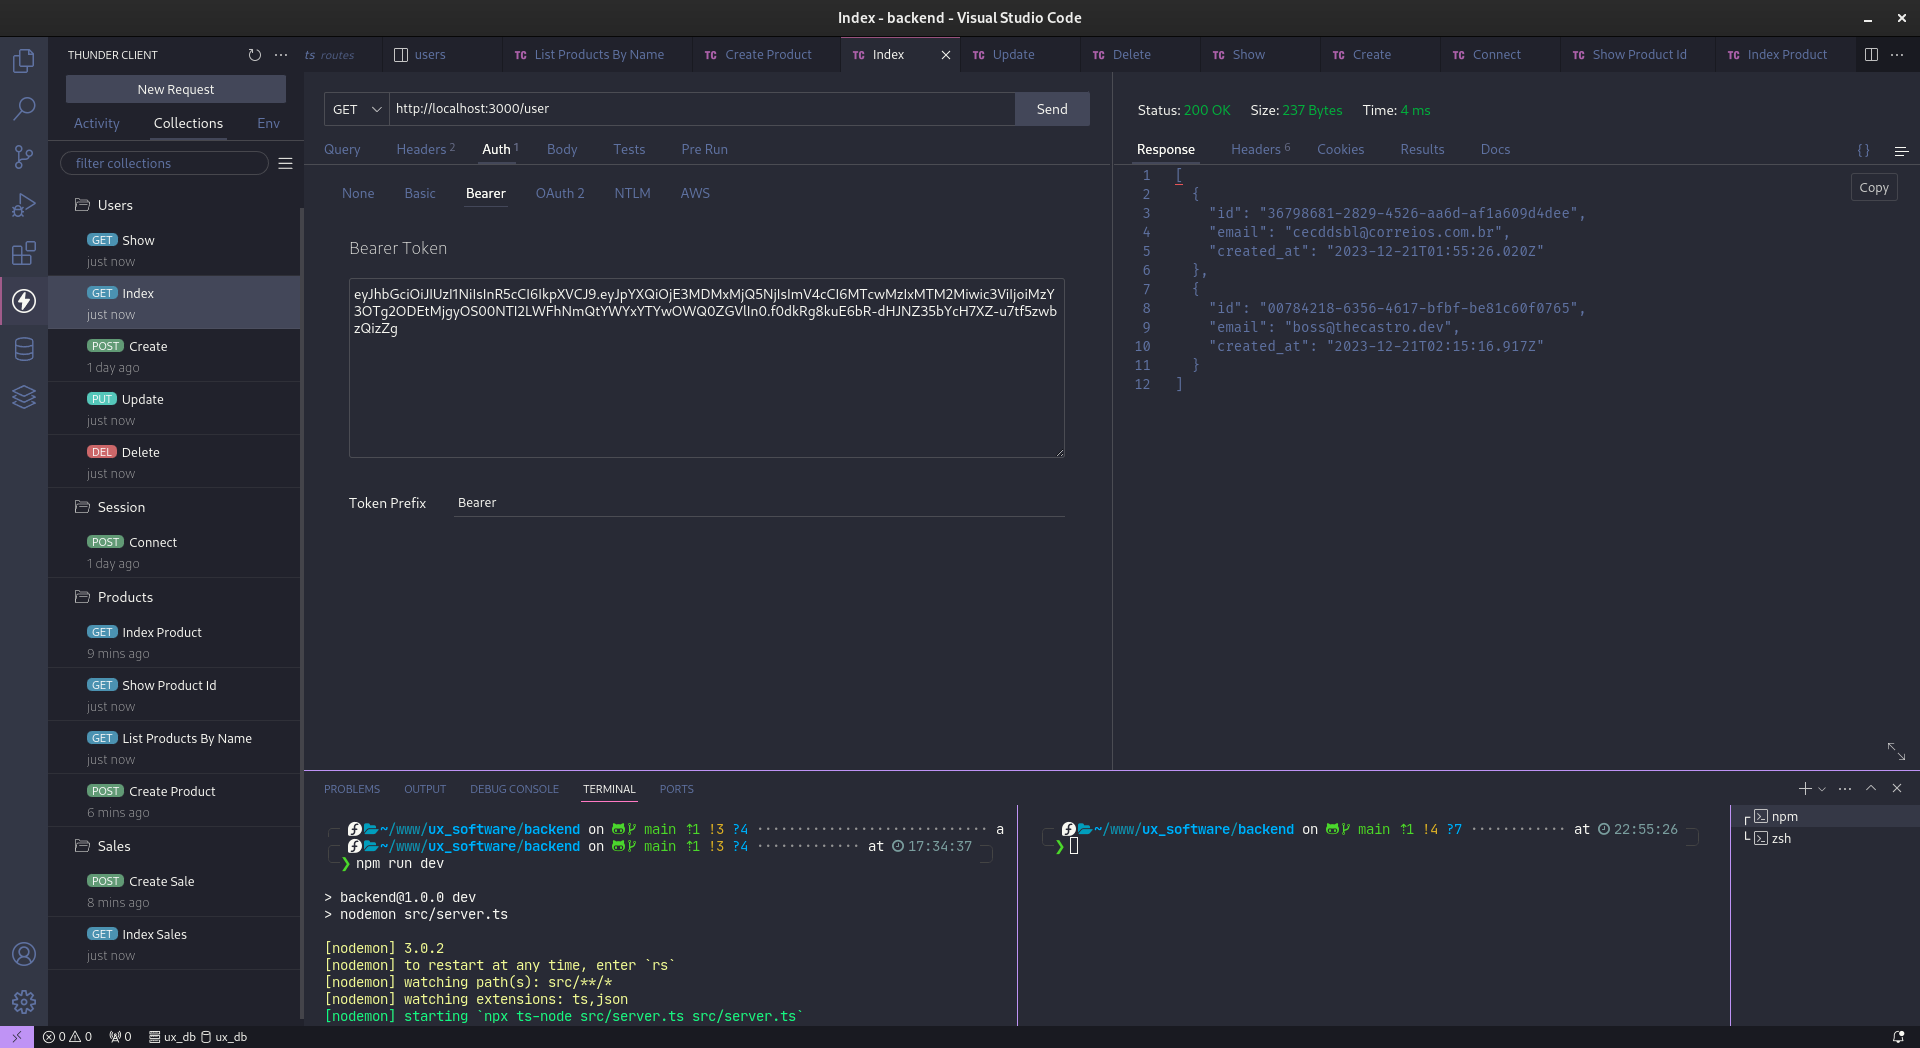 Index - backend - Visual Studio Code
THUNDER CLIENT
New Request
Activity Collections Env
filter collections
Users
GET Show
just now
GET Index
just now
POST Create
1 day ago
PUT Update
just now
DEL Delete
just now
Session
POST Connect
1 day ago
Products
GET Index Product
9 mins ago
GET Show Product Id
just now
GET List Products By Name
just now
POST Create Product
6 mins ago
Sales
POST Create Sale
8 mins ago
GET Index Sales
just now
ts routes
users
TC List Products By Name
TC Create Product
TC Index
TC Update
TC Delete
TC Show
TC Create
TC Connect
TC Show Product Id
TC Index Product
GET http://localhost:3000/user Send
Query Headers 2 Auth 1 Body Tests Pre Run
None Basic Bearer OAuth 2 NTLM AWS
Bearer Token
Token Prefix Bearer
Status: 200 OK Size: 237 Bytes Time: 4 ms
Response Headers 6 Cookies Results Docs {}
Copy
1 [
2 {
3 "id": "36798681-2829-4526-aa6d-af1a609d4dee",
4 "email": "cecddsbl@correios.com.br",
5 "created_at": "2023-12-21T01:55:26.020Z"
6 },
7 {
8 "id": "00784218-6356-4617-bfbf-be81c60f0765",
9 "email": "boss@thecastro.dev",
10 "created_at": "2023-12-21T02:15:16.917Z"
11 }
12 ]
PROBLEMS OUTPUT DEBUG CONSOLE TERMINAL PORTS
~/www/ux_software/backend on main ⇡1 !3 ?4 ····························· a
~/www/ux_software/backend on main ⇡1 !3 ?4 ············· at 17:34:37
❯ npm run dev
> backend@1.0.0 dev
> nodemon src/server.ts
[nodemon] 3.0.2
[nodemon] to restart at any time, enter `rs`
[nodemon] watching path(s): src/**/*
[nodemon] watching extensions: ts,json
[nodemon] starting `npx ts-node src/server.ts src/server.ts`
~/www/ux_software/backend on main ⇡1 !4 ?7 ············ at 22:55:26
❯
npm
zsh
0 0 0 ux_db ux_db